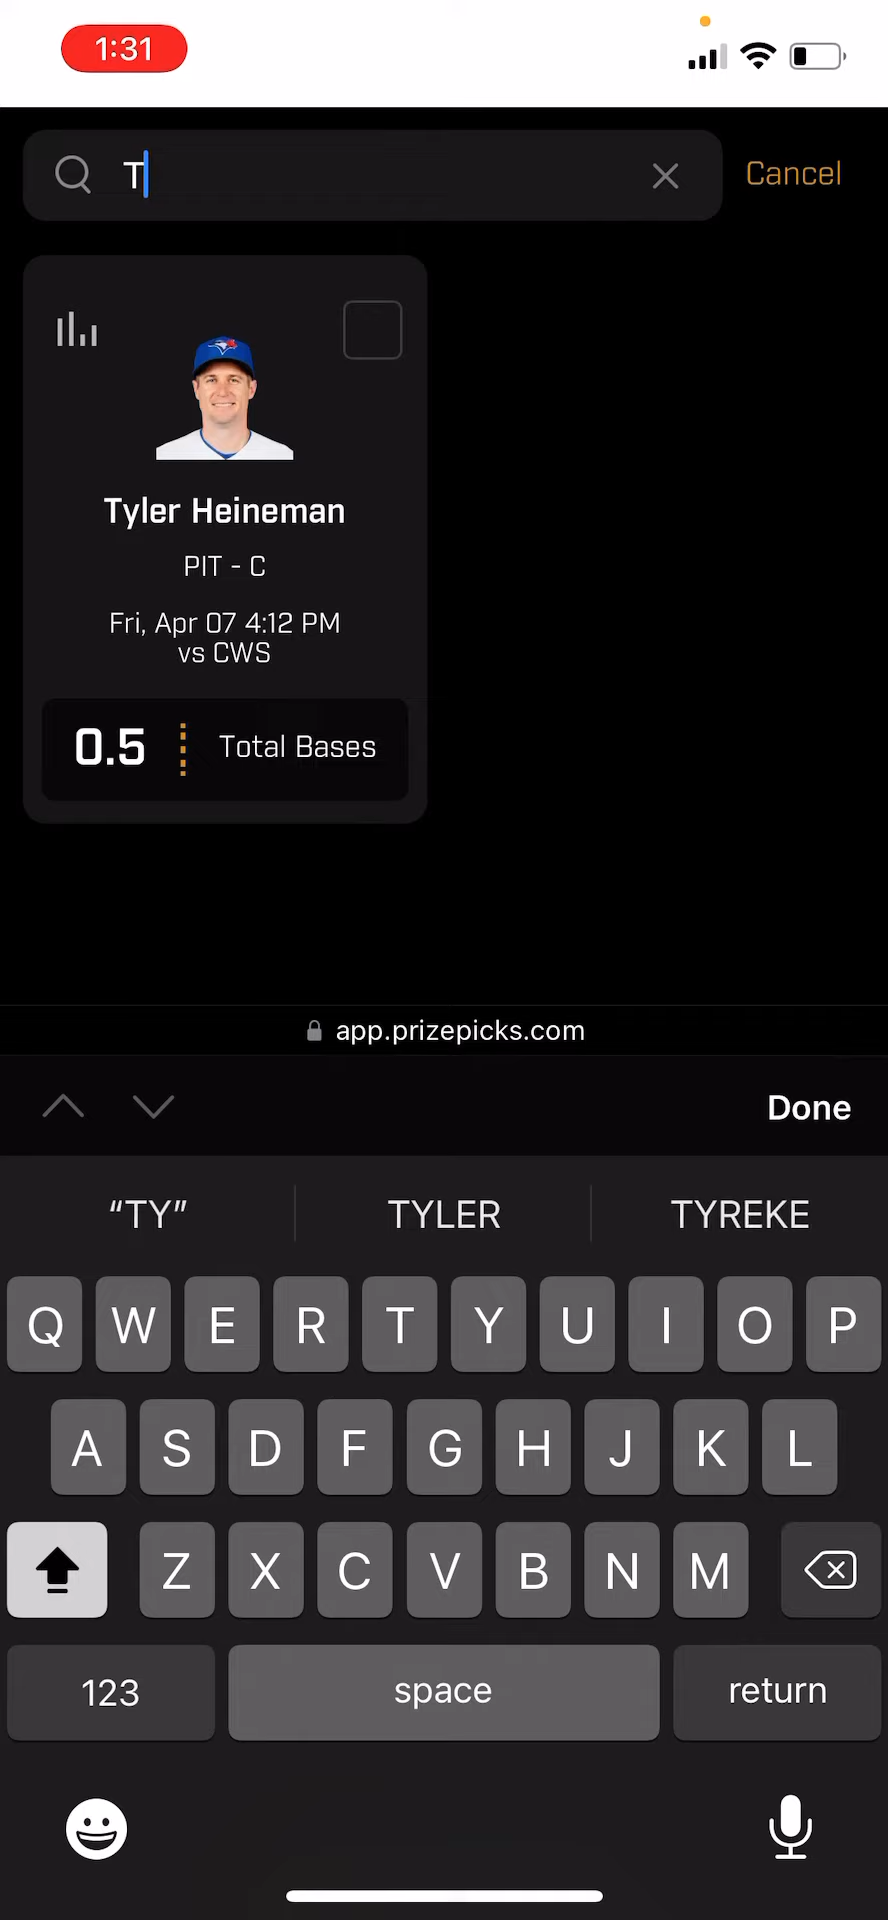 1:31
T
Cancel
Tyler Heineman
PIT - C
Fri, Apr 07 4:12 PM
vs CWS
0.5
Total Bases
app.prizepicks.com
Done
“TY”
TYLER
TYREKE
Q W E R T Y U I O P
A S D F G H J K L
Z X C V B N M
123
space
return